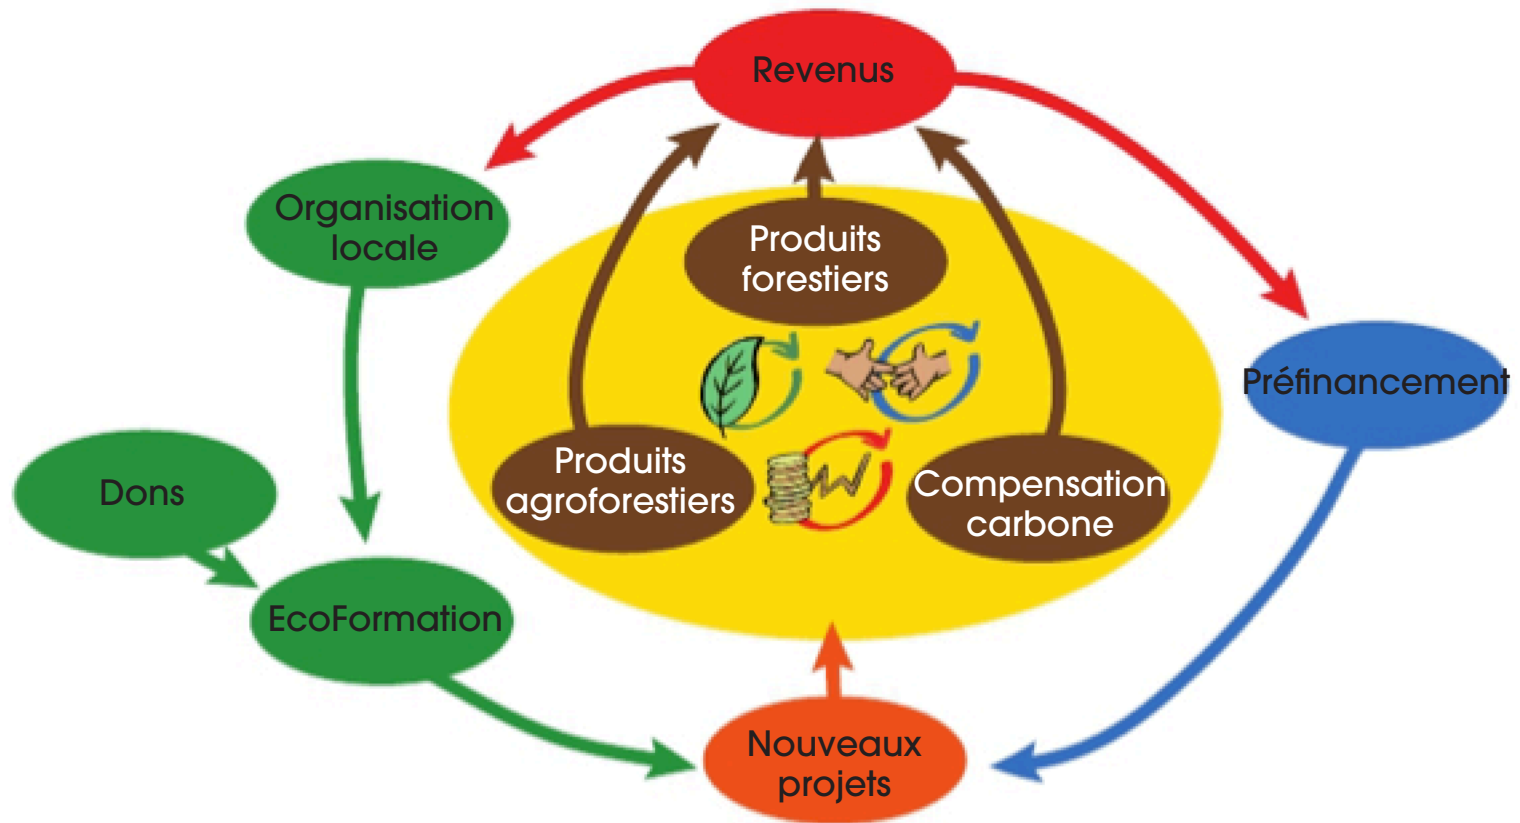 Revenus
Organisation
locale
Produits
forestiers
Préfinancement
Produits
agroforestiers
Compensation
carbone
Dons
EcoFormation
Nouveaux
projets